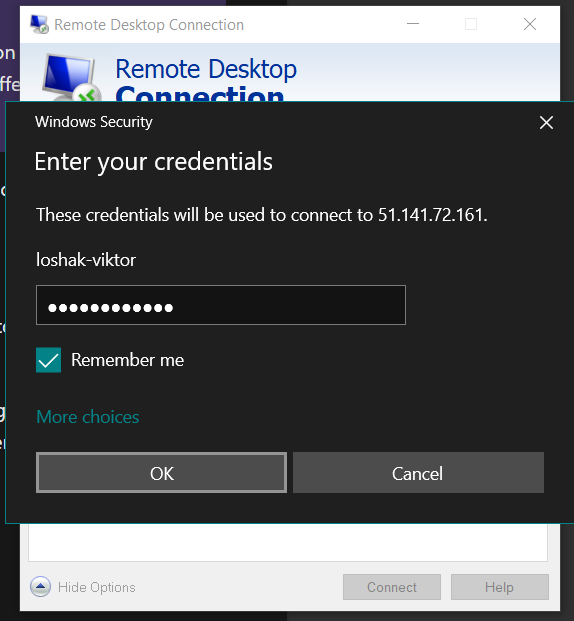 Remote Desktop Connection
Remote Desktop
Connection
Windows Security
Enter your credentials
These credentials will be used to connect to 51.141.72.161.
loshak-viktor
••••••••••••
Remember me
More choices
OK
Cancel
Hide Options
Connect
Help